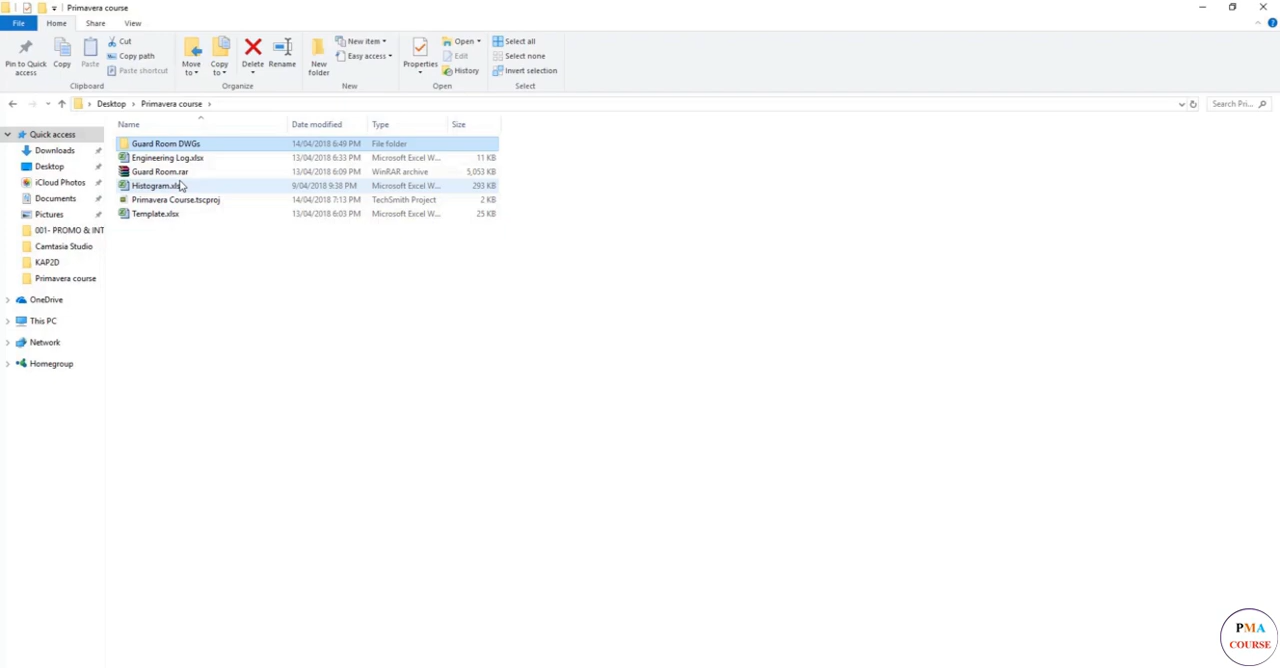 Primavera course
File Home Share View
Pin to Quick access
Copy
Paste
Cut
Copy path
Paste shortcut
Clipboard
Move to
Copy to
Delete
Rename
Organize
New folder
New item
Easy access
New
Properties
Open
Edit
History
Open
Select all
Select none
Invert selection
Select
Desktop Primavera course
Search Pri...
Name Date modified Type Size
Guard Room DWGs 14/04/2018 6:49 PM File folder
Engineering Log.xlsx 13/04/2018 6:33 PM Microsoft Excel W... 11 KB
Guard Room.rar 13/04/2018 6:09 PM WinRAR archive 5,053 KB
Histogram.xls 9/04/2018 9:38 PM Microsoft Excel W... 293 KB
Primavera Course.tscproj 14/04/2018 7:13 PM TechSmith Project 2 KB
Template.xlsx 13/04/2018 6:03 PM Microsoft Excel W... 25 KB
Quick access
Downloads
Desktop
iCloud Photos
Documents
Pictures
001- PROMO & INT
Camtasia Studio
KAP2D
Primavera course
OneDrive
This PC
Network
Homegroup
PMA
COURSE